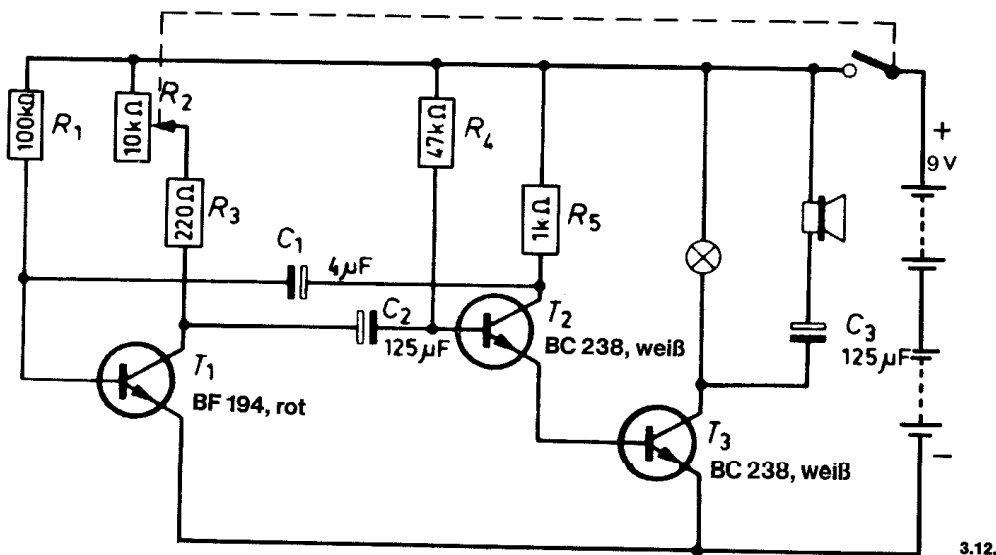 R2
100kΩ
R1
10kΩ
47kΩ
R4
+
9 V
220Ω
R3
1kΩ
R5
C1
4µF
C2
125µF
T2
BC 238, weiß
C3
125µF
T1
BF 194, rot
T3
BC 238, weiß
−
3.12.